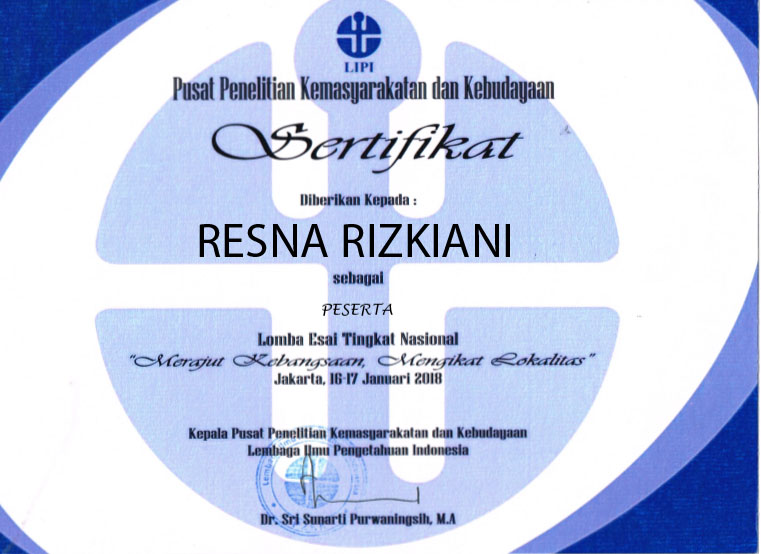 LIPI
Pusat Penelitian Kemasyarakatan dan Kebudayaan
Sertifikat
Diberikan Kepada :
RESNA RIZKIANI
sebagai
PESERTA
Lomba Esai Tingkat Nasional
"Merajut Kebangsaan, Mengikat Lokalitas"
Jakarta, 16-17 Januari 2018
Kepala Pusat Penelitian Kemasyarakatan dan Kebudayaan
Lembaga Ilmu Pengetahuan Indonesia
Dr. Sri Sunarti Purwaningsih, M.A